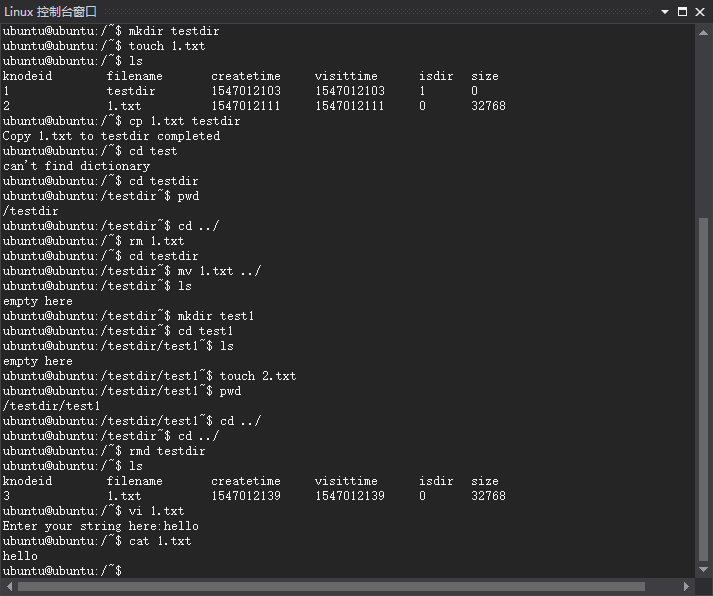 Linux 控制台窗口
ubuntu@ubuntu:/~$ mkdir testdir
ubuntu@ubuntu:/~$ touch 1.txt
ubuntu@ubuntu:/~$ ls
knodeid filename createtime visittime isdir size
1 testdir 1547012103 1547012103 1 0
2 1.txt 1547012111 1547012111 0 32768
ubuntu@ubuntu:/~$ cp 1.txt testdir
Copy 1.txt to testdir completed
ubuntu@ubuntu:/~$ cd test
can't find dictionary
ubuntu@ubuntu:/~$ cd testdir
ubuntu@ubuntu:/testdir~$ pwd
/testdir
ubuntu@ubuntu:/testdir~$ cd ../
ubuntu@ubuntu:/~$ rm 1.txt
ubuntu@ubuntu:/~$ cd testdir
ubuntu@ubuntu:/testdir~$ mv 1.txt ../
ubuntu@ubuntu:/testdir~$ ls
empty here
ubuntu@ubuntu:/testdir~$ mkdir test1
ubuntu@ubuntu:/testdir~$ cd test1
ubuntu@ubuntu:/testdir/test1~$ ls
empty here
ubuntu@ubuntu:/testdir/test1~$ touch 2.txt
ubuntu@ubuntu:/testdir/test1~$ pwd
/testdir/test1
ubuntu@ubuntu:/testdir/test1~$ cd ../
ubuntu@ubuntu:/testdir~$ cd ../
ubuntu@ubuntu:/~$ rmd testdir
ubuntu@ubuntu:/~$ ls
knodeid filename createtime visittime isdir size
3 1.txt 1547012139 1547012139 0 32768
ubuntu@ubuntu:/~$ vi 1.txt
Enter your string here:hello
ubuntu@ubuntu:/~$ cat 1.txt
hello
ubuntu@ubuntu:/~$